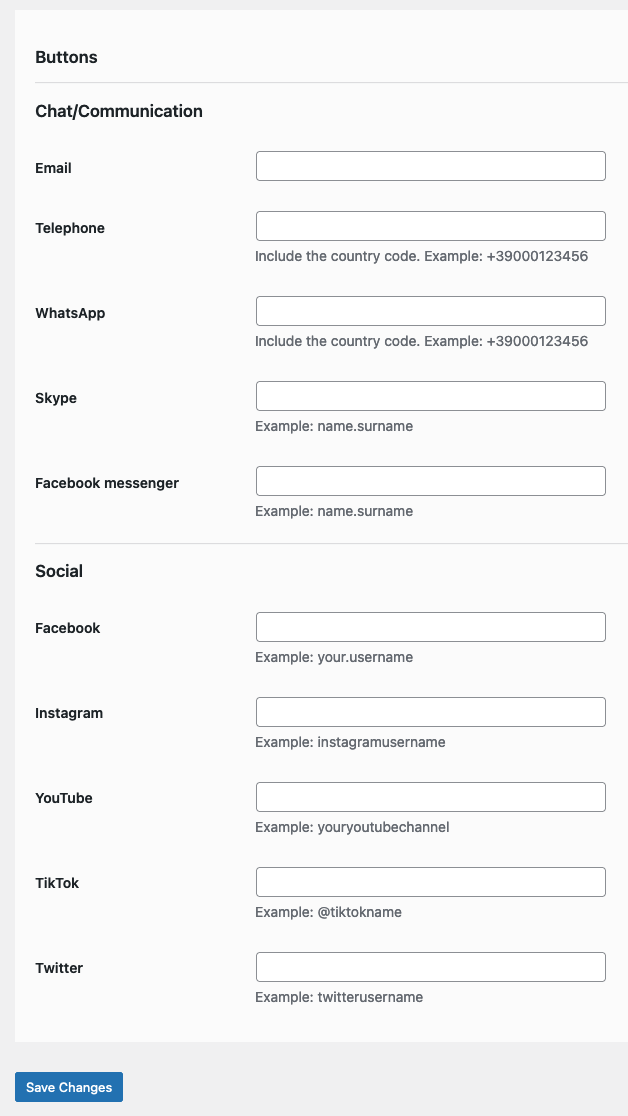 Buttons
Chat/Communication
Email
Telephone
Include the country code. Example: +39000123456
WhatsApp
Include the country code. Example: +39000123456
Skype
Example: name.surname
Facebook messenger
Example: name.surname
Social
Facebook
Example: your.username
Instagram
Example: instagramusername
YouTube
Example: youryoutubechannel
TikTok
Example: @tiktokname
Twitter
Example: twitterusername
Save Changes